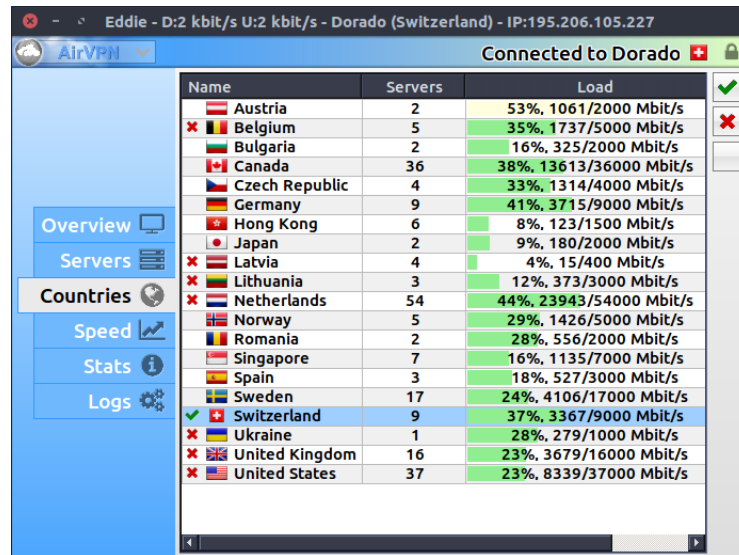 Eddie - D:2 kbit/s U:2 kbit/s - Dorado (Switzerland) - IP:195.206.105.227
AirVPN
Connected to Dorado
Overview
Servers
Countries
Speed
Stats
Logs
Name Servers Load
Austria 2 53%, 1061/2000 Mbit/s
Belgium 5 35%, 1737/5000 Mbit/s
Bulgaria 2 16%, 325/2000 Mbit/s
Canada 36 38%, 13613/36000 Mbit/s
Czech Republic 4 33%, 1314/4000 Mbit/s
Germany 9 41%, 3715/9000 Mbit/s
Hong Kong 6 8%, 123/1500 Mbit/s
Japan 2 9%, 180/2000 Mbit/s
Latvia 4 4%, 15/400 Mbit/s
Lithuania 3 12%, 373/3000 Mbit/s
Netherlands 54 44%, 23943/54000 Mbit/s
Norway 5 29%, 1426/5000 Mbit/s
Romania 2 28%, 556/2000 Mbit/s
Singapore 7 16%, 1135/7000 Mbit/s
Spain 3 18%, 527/3000 Mbit/s
Sweden 17 24%, 4106/17000 Mbit/s
Switzerland 9 37%, 3367/9000 Mbit/s
Ukraine 1 28%, 279/1000 Mbit/s
United Kingdom 16 23%, 3679/16000 Mbit/s
United States 37 23%, 8339/37000 Mbit/s